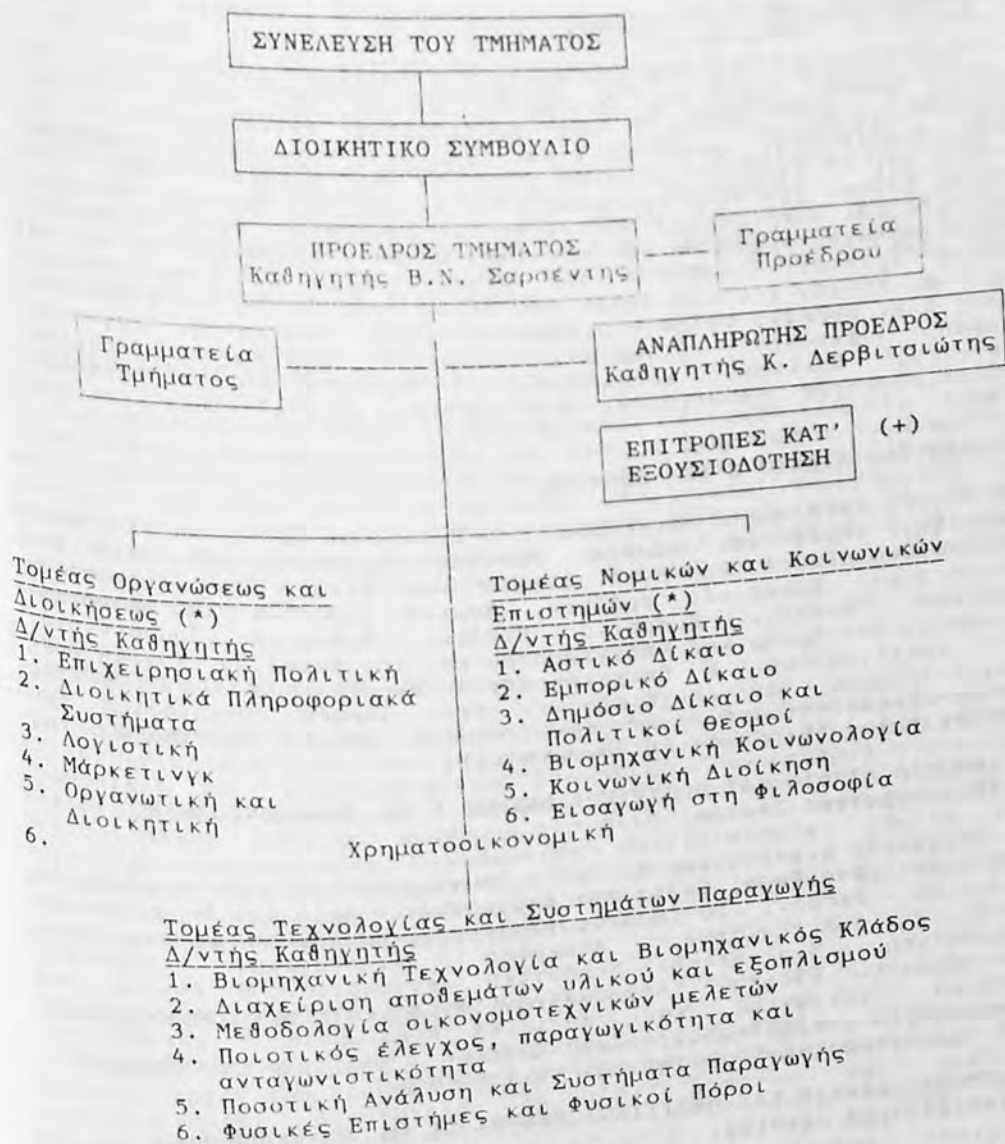 ΣΥΝΕΛΕΥΣΗ ΤΟΥ ΤΜΗΜΑΤΟΣ
ΔΙΟΙΚΗΤΙΚΟ ΣΥΜΒΟΥΛΙΟ
ΠΡΟΕΔΡΟΣ ΤΜΗΜΑΤΟΣ
Καθηγητής Β.Ν. Σαρσέντης
Γραμματεία
Προέδρου
Γραμματεία
Τμήματος
ΑΝΑΠΛΗΡΩΤΗΣ ΠΡΟΕΔΡΟΣ
Καθηγητής Κ. Δερβιτσιώτης
ΕΠΙΤΡΟΠΕΣ ΚΑΤ'
ΕΞΟΥΣΙΟΔΟΤΗΣΗ
(+)
Τομέας Οργανώσεως και
Διοικήσεως (*)
Δ/ντής Καθηγητής
1. Επιχειρησιακή Πολιτική
2. Διοικητικά Πληροφοριακά
Συστήματα
3. Λογιστική
4. Μάρκετινγκ
5. Οργανωτική και
Διοικητική
6.
Χρηματοοικονομική
Τομέας Νομικών και Κοινωνικών
Επιστημών (*)
Δ/ντής Καθηγητής
1. Αστικό Δίκαιο
2. Εμπορικό Δίκαιο
3. Δημόσιο Δίκαιο και
Πολιτικοί Θεσμοί
4. Βιομηχανική Κοινωνολογία
5. Κοινωνική Διοίκηση
6. Εισαγωγή στη Φιλοσοφία
Τομέας Τεχνολογίας και Συστημάτων Παραγωγής
Δ/ντής Καθηγητής
1. Βιομηχανική Τεχνολογία και Βιομηχανικός Κλάδος
2. Διαχείριση αποθεμάτων υλικού και εξοπλισμού
3. Μεθοδολογία οικονομοτεχνικών μελετών
4. Ποιοτικός έλεγχος, παραγωγικότητα και
ανταγωνιστικότητα
5. Ποσοτική Ανάλυση και Συστήματα Παραγωγής
6. Φυσικές Επιστήμες και Φυσικοί Πόροι